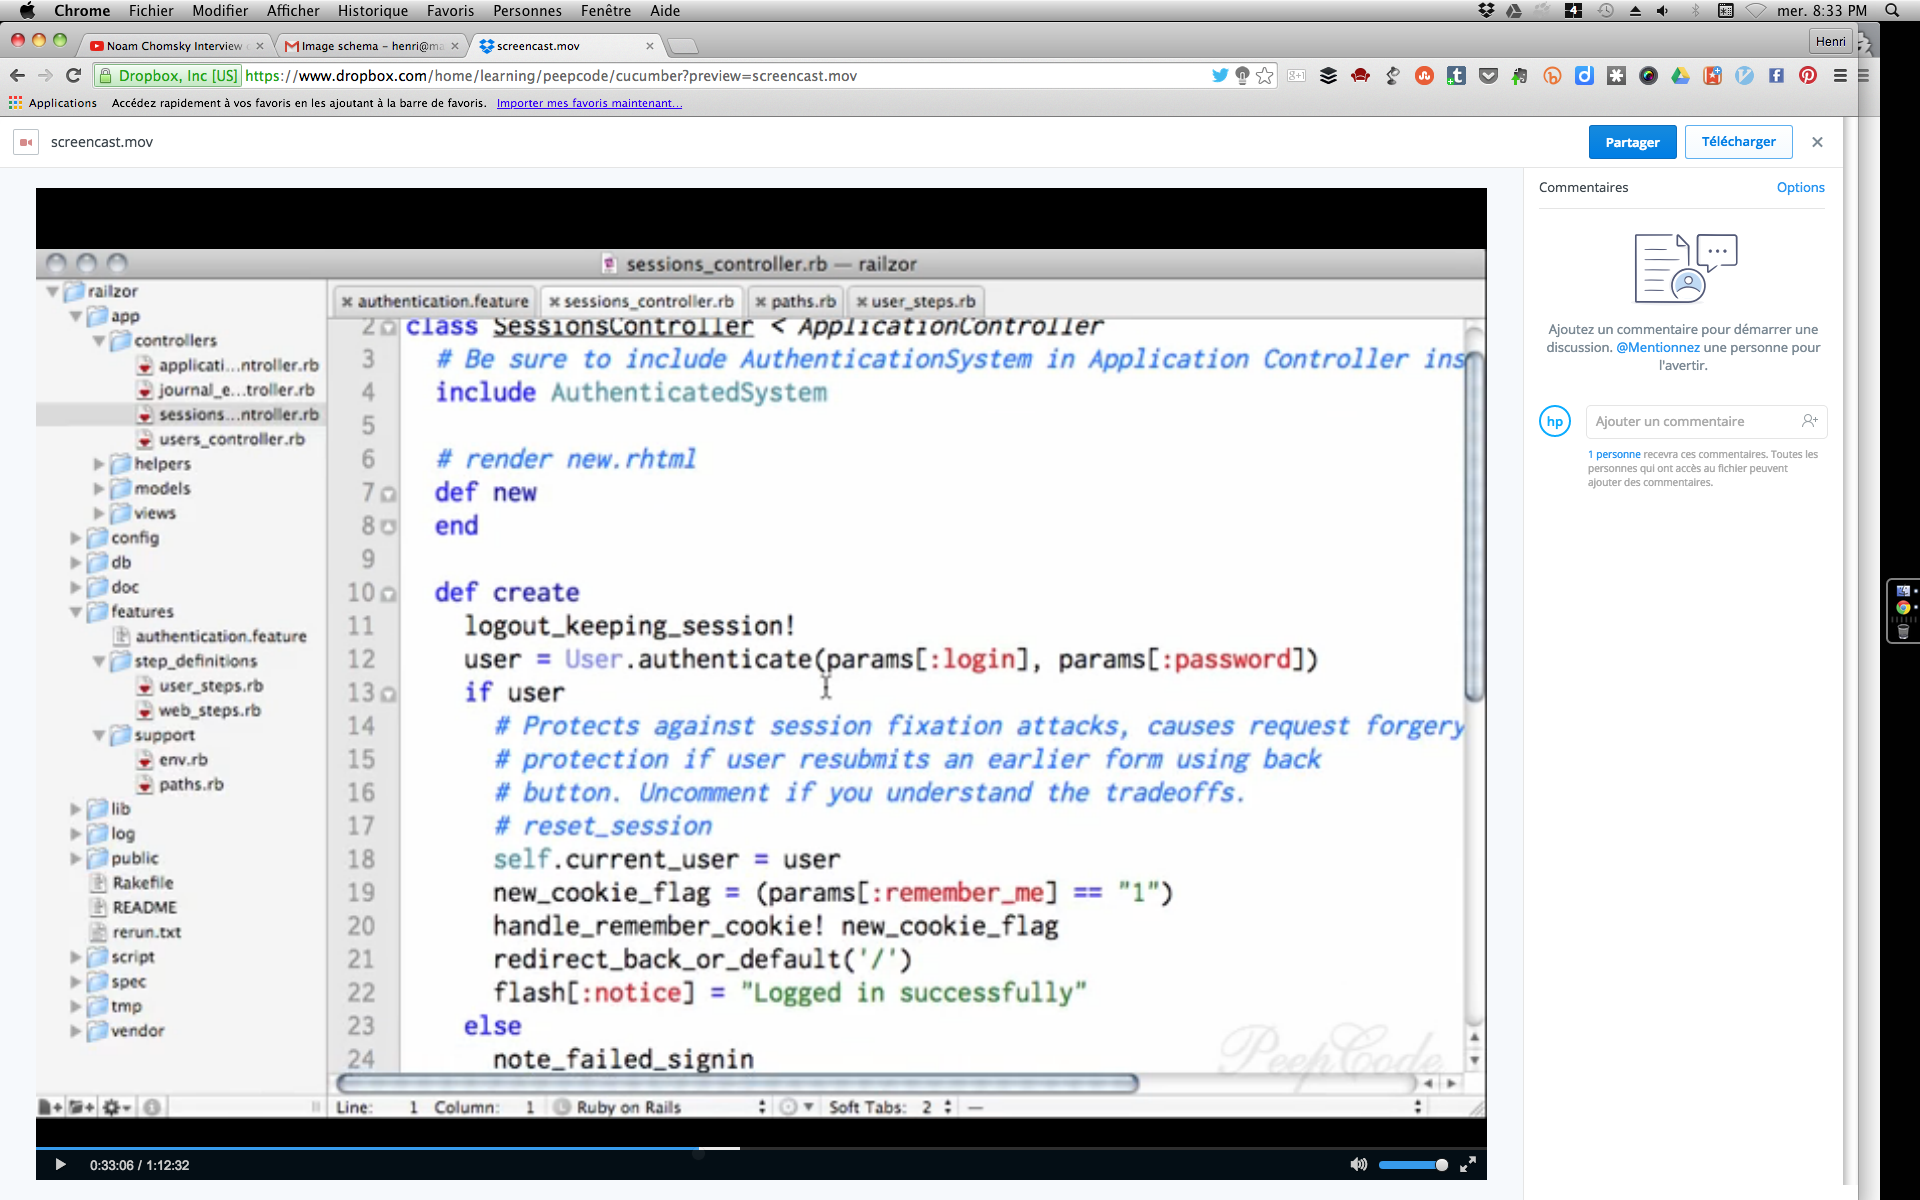 Chrome Fichier Modifier Afficher Historique Favoris Personnes Fenêtre Aide
4
mer. 8:33 PM
Noam Chomsky Interview
Image schema - henri@ma
screencast.mov
Henri
Dropbox, Inc [US] https://www.dropbox.com/home/learning/peepcode/cucumber?preview=screencast.mov
Applications Accédez rapidement à vos favoris en les ajoutant à la barre de favoris. Importer mes favoris maintenant...
screencast.mov
Partager
Télécharger
sessions_controller.rb — railzor
railzor
app
controllers
applicati...ntroller.rb
journal_e...troller.rb
sessions...ntroller.rb
users_controller.rb
helpers
models
views
config
db
doc
features
authentication.feature
step_definitions
user_steps.rb
web_steps.rb
support
env.rb
paths.rb
lib
log
public
Rakefile
README
rerun.txt
script
spec
tmp
vendor
authentication.feature
sessions_controller.rb
paths.rb
user_steps.rb
2 class SessionsController < ApplicationController
3 # Be sure to include AuthenticationSystem in Application Controller ins
4 include AuthenticatedSystem
5
6 # render new.rhtml
7 def new
8 end
9
10 def create
11 logout_keeping_session!
12 user = User.authenticate(params[:login], params[:password])
13 if user
14 # Protects against session fixation attacks, causes request forgery
15 # protection if user resubmits an earlier form using back
16 # button. Uncomment if you understand the tradeoffs.
17 # reset_session
18 self.current_user = user
19 new_cookie_flag = (params[:remember_me] == "1")
20 handle_remember_cookie! new_cookie_flag
21 redirect_back_or_default('/')
22 flash[:notice] = "Logged in successfully"
23 else
24 note_failed_signin
PeepCode
Line: 1 Column: 1 Ruby on Rails Soft Tabs: 2 —
0:33:06 / 1:12:32
Commentaires
Options
Ajoutez un commentaire pour démarrer une
discussion. @Mentionnez une personne pour
l'avertir.
hp
Ajouter un commentaire
1 personne recevra ces commentaires. Toutes les
personnes qui ont accès au fichier peuvent
ajouter des commentaires.